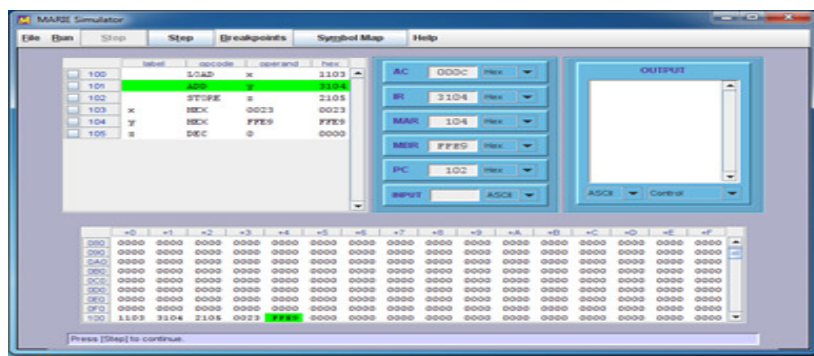 MARIE Simulator
File Run Stop Step Breakpoints Symbol Map Help
label opcode operand hex
100 LOAD x 1103
101 ADD y 3104
102 STORE z 2105
103 x HEX 0023 0023
104 y HEX FFE9 FFE9
105 z DEC 0 0000
AC 000C Hex
IR 3104 Hex
MAR 104 Hex
MDR FFE9 Hex
PC 102 Hex
INPUT ASCII
OUTPUT
ASCII Control
+0 +1 +2 +3 +4 +5 +6 +7 +8 +9 +A +B +C +D +E +F
080 0000 0000 0000 0000 0000 0000 0000 0000 0000 0000 0000 0000 0000 0000 0000 0000
090 0000 0000 0000 0000 0000 0000 0000 0000 0000 0000 0000 0000 0000 0000 0000 0000
0A0 0000 0000 0000 0000 0000 0000 0000 0000 0000 0000 0000 0000 0000 0000 0000 0000
0B0 0000 0000 0000 0000 0000 0000 0000 0000 0000 0000 0000 0000 0000 0000 0000 0000
0C0 0000 0000 0000 0000 0000 0000 0000 0000 0000 0000 0000 0000 0000 0000 0000 0000
0D0 0000 0000 0000 0000 0000 0000 0000 0000 0000 0000 0000 0000 0000 0000 0000 0000
0E0 0000 0000 0000 0000 0000 0000 0000 0000 0000 0000 0000 0000 0000 0000 0000 0000
0F0 0000 0000 0000 0000 0000 0000 0000 0000 0000 0000 0000 0000 0000 0000 0000 0000
100 1103 3104 2105 0023 FFE9 0000 0000 0000 0000 0000 0000 0000 0000 0000 0000 0000
Press [Step] to continue.